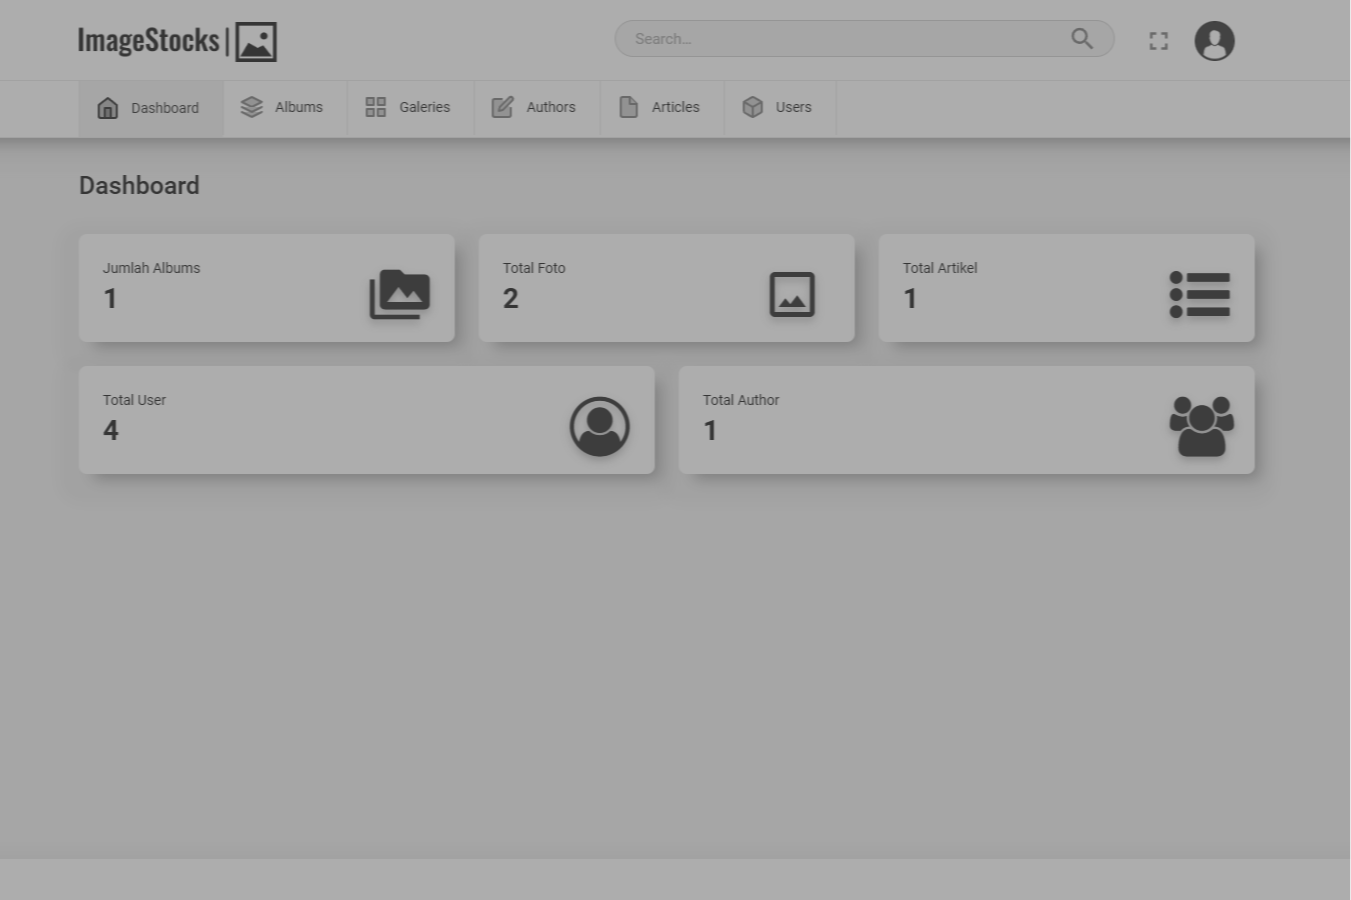 ImageStocks |
Search...
Dashboard
Albums
Galeries
Authors
Articles
Users
Dashboard
Jumlah Albums
1
Total Foto
2
Total Artikel
1
Total User
4
Total Author
1